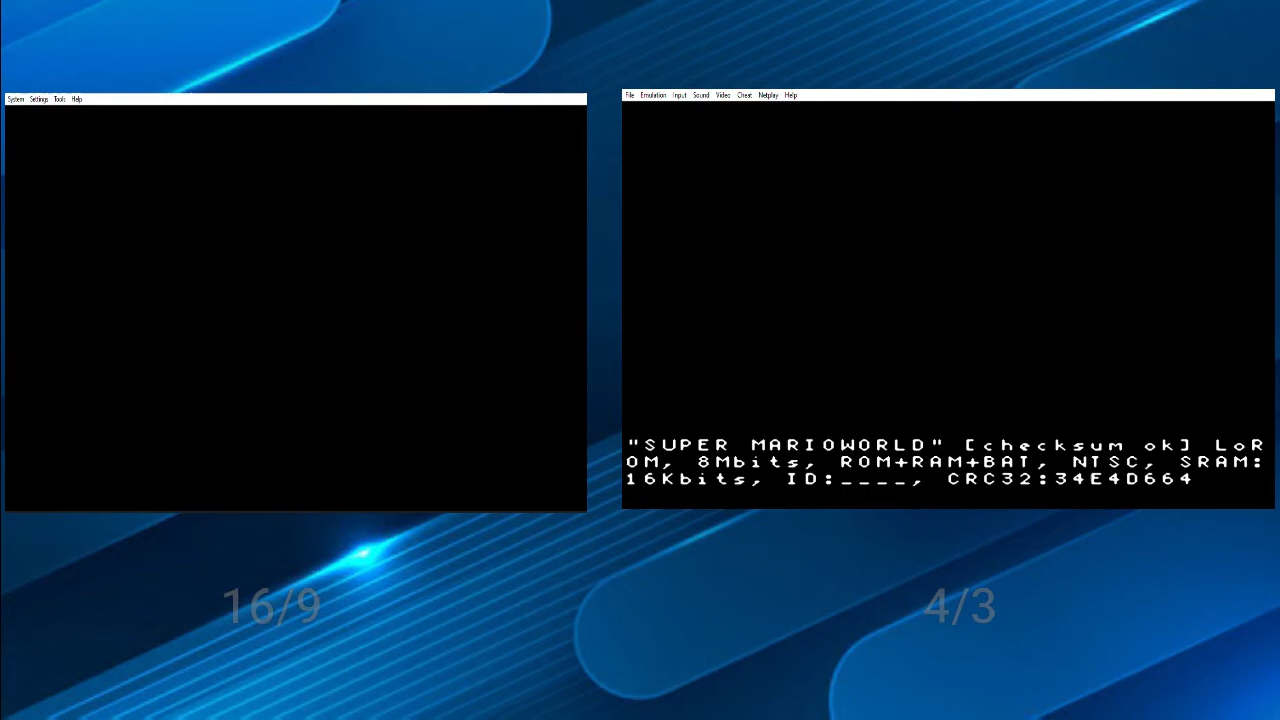 System Settings Tools Help
File Emulation Input Sound Video Cheat Netplay Help
"SUPER MARIOWORLD" [checksum ok] LoR
OM, 8Mbits, ROM+RAM+BAT, NTSC, SRAM:
16Kbits, ID:____, CRC32:34E4D664
16/9
4/3